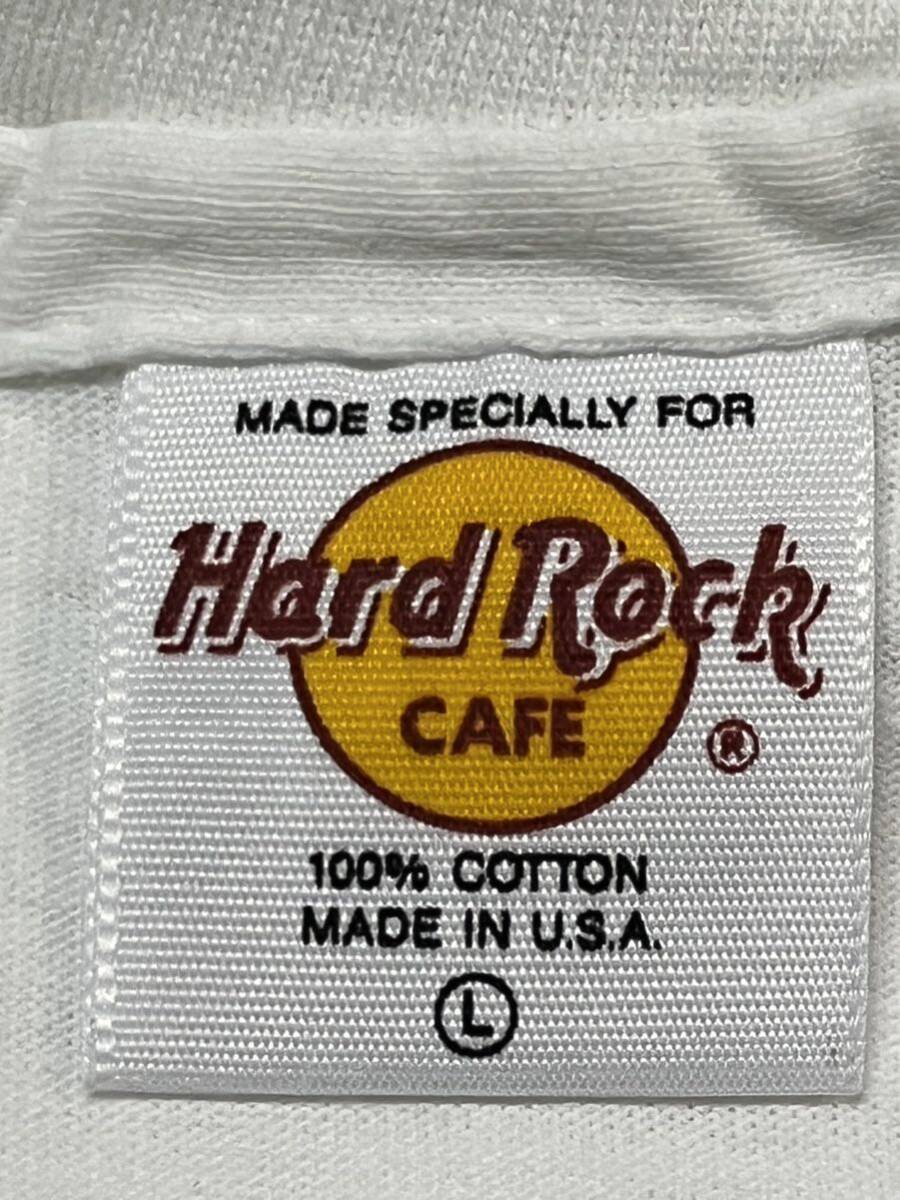 MADE SPECIALLY FOR
Hard Rock
CAFE
®
100% COTTON
MADE IN U.S.A.
L